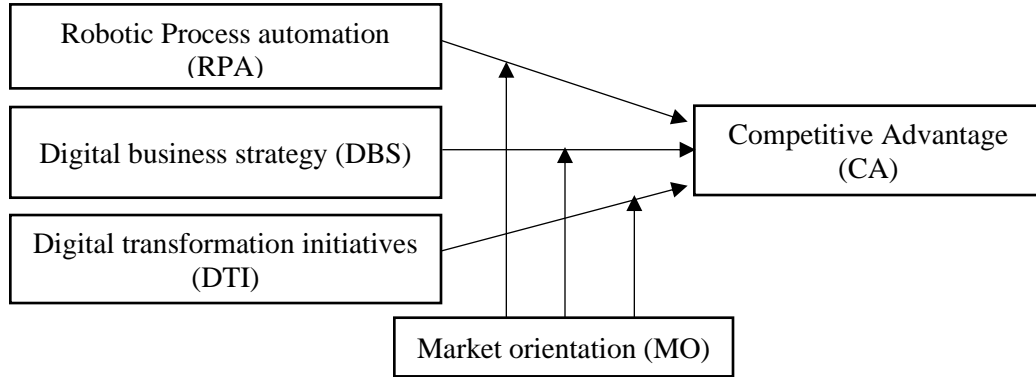 Robotic Process automation
(RPA)
Digital business strategy (DBS)
Digital transformation initiatives
(DTI)
Competitive Advantage
(CA)
Market orientation (MO)